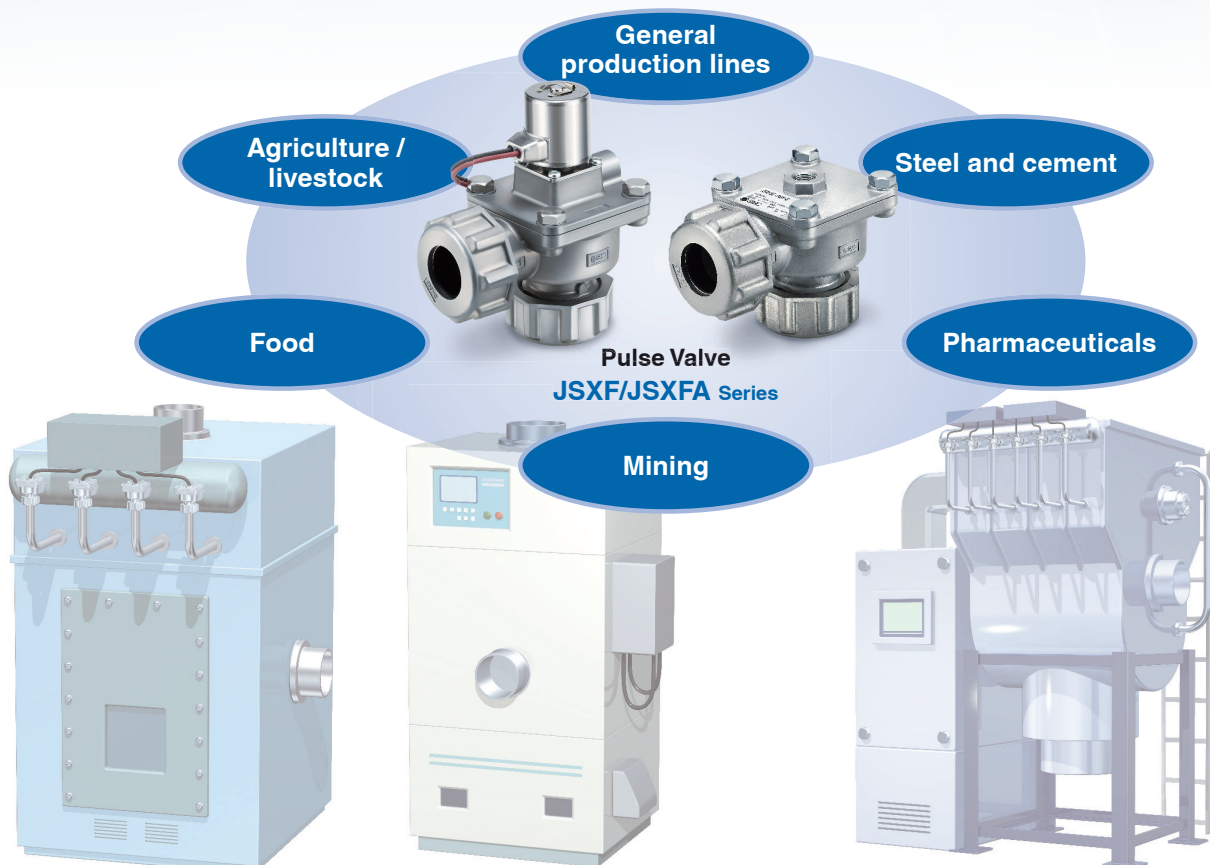 General
production lines
Agriculture /
livestock
Steel and cement
Food
Pharmaceuticals
Pulse Valve
JSXF/JSXFA Series
Mining